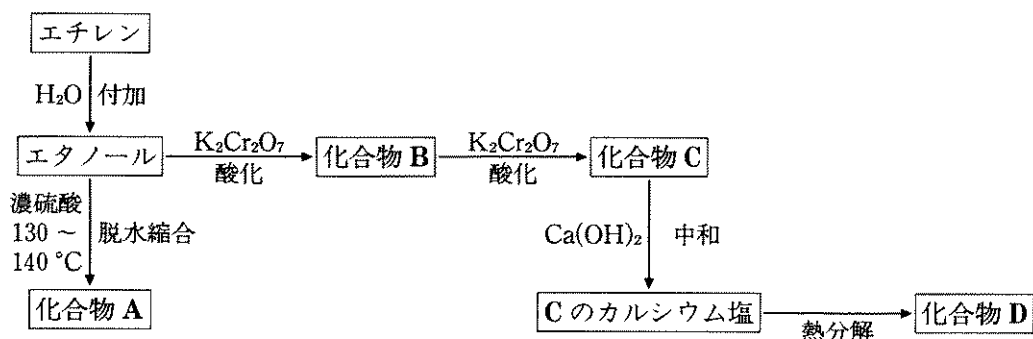 エチレン
H₂O 付加
エタノール K₂Cr₂O₇ 酸化 化合物 B K₂Cr₂O₇ 酸化 化合物 C
濃硫酸
130 ～
140 °C
脱水縮合
Ca(OH)₂ 中和
化合物 A
C のカルシウム塩 熱分解 化合物 D